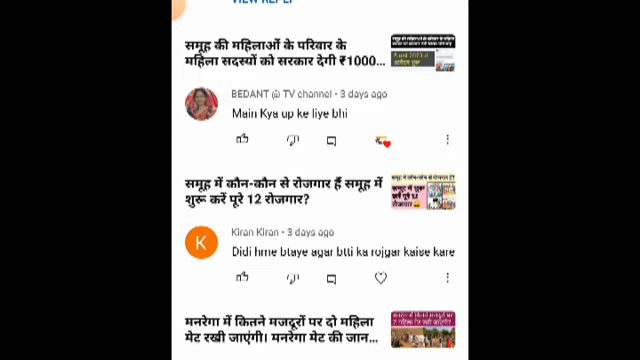 VIEW REPLY
समूह की महिलाओं के परिवार के
महिला सदस्यों को सरकार देगी ₹1000...
BEDANT @ TV channel • 3 days ago
Main Kya up ke liye bhi
समूह में कौन-कौन से रोजगार हैं समूह में
शुरू करें पूरे 12 रोजगार?
K
Kiran Kiran • 3 days ago
Didi hme btaye agar btti ka rojgar kaise kare
मनरेगा में कितने मजदूरों पर दो महिला
मेट रखी जाएंगी। मनरेगा मेट की जान...